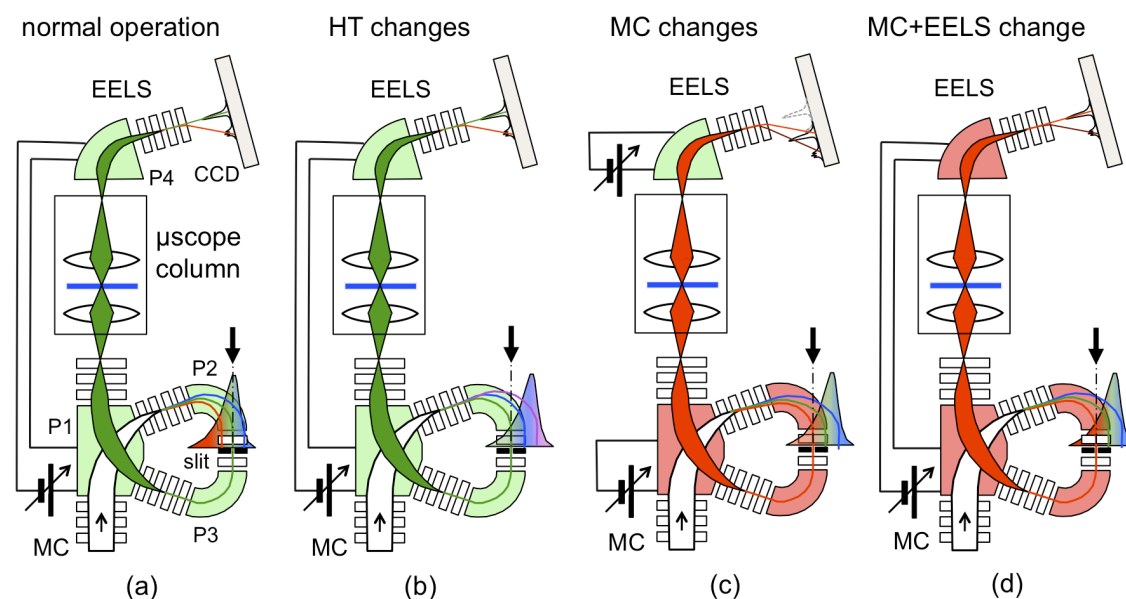 normal operation
HT changes
MC changes
MC+EELS change
EELS
EELS
EELS
EELS
P4
CCD
µscope
column
P2
P1
slit
P3
MC
MC
MC
MC
(a)
(b)
(c)
(d)